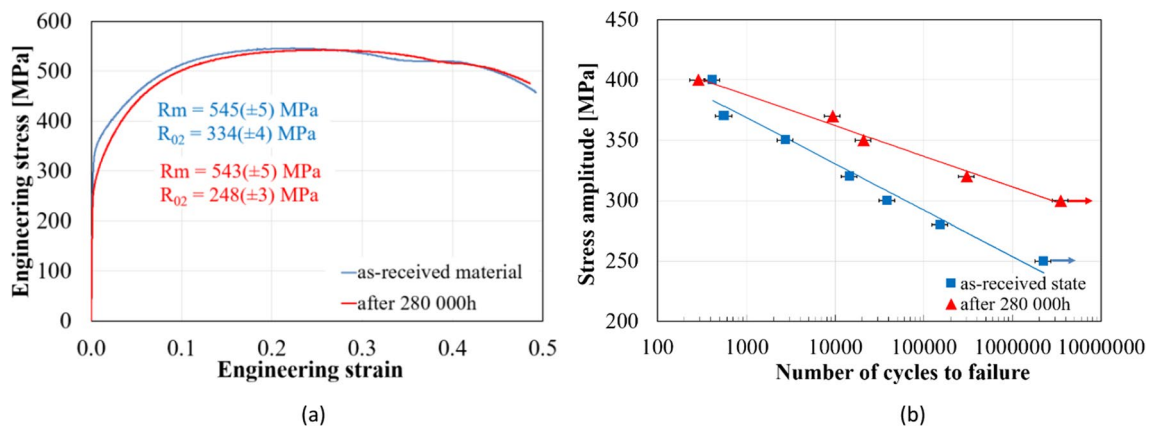 600
500
400
300
200
100
0
Engineering stress [MPa]
Rm = 545(±5) MPa
R02 = 334(±4) MPa
Rm = 543(±5) MPa
R02 = 248(±3) MPa
as-received material
after 280 000h
0.0 0.1 0.2 0.3 0.4 0.5
Engineering strain
(a)
450
400
350
300
250
200
Stress amplitude [MPa]
as-received state
after 280 000h
100 1000 10000 100000 1000000 10000000
Number of cycles to failure
(b)